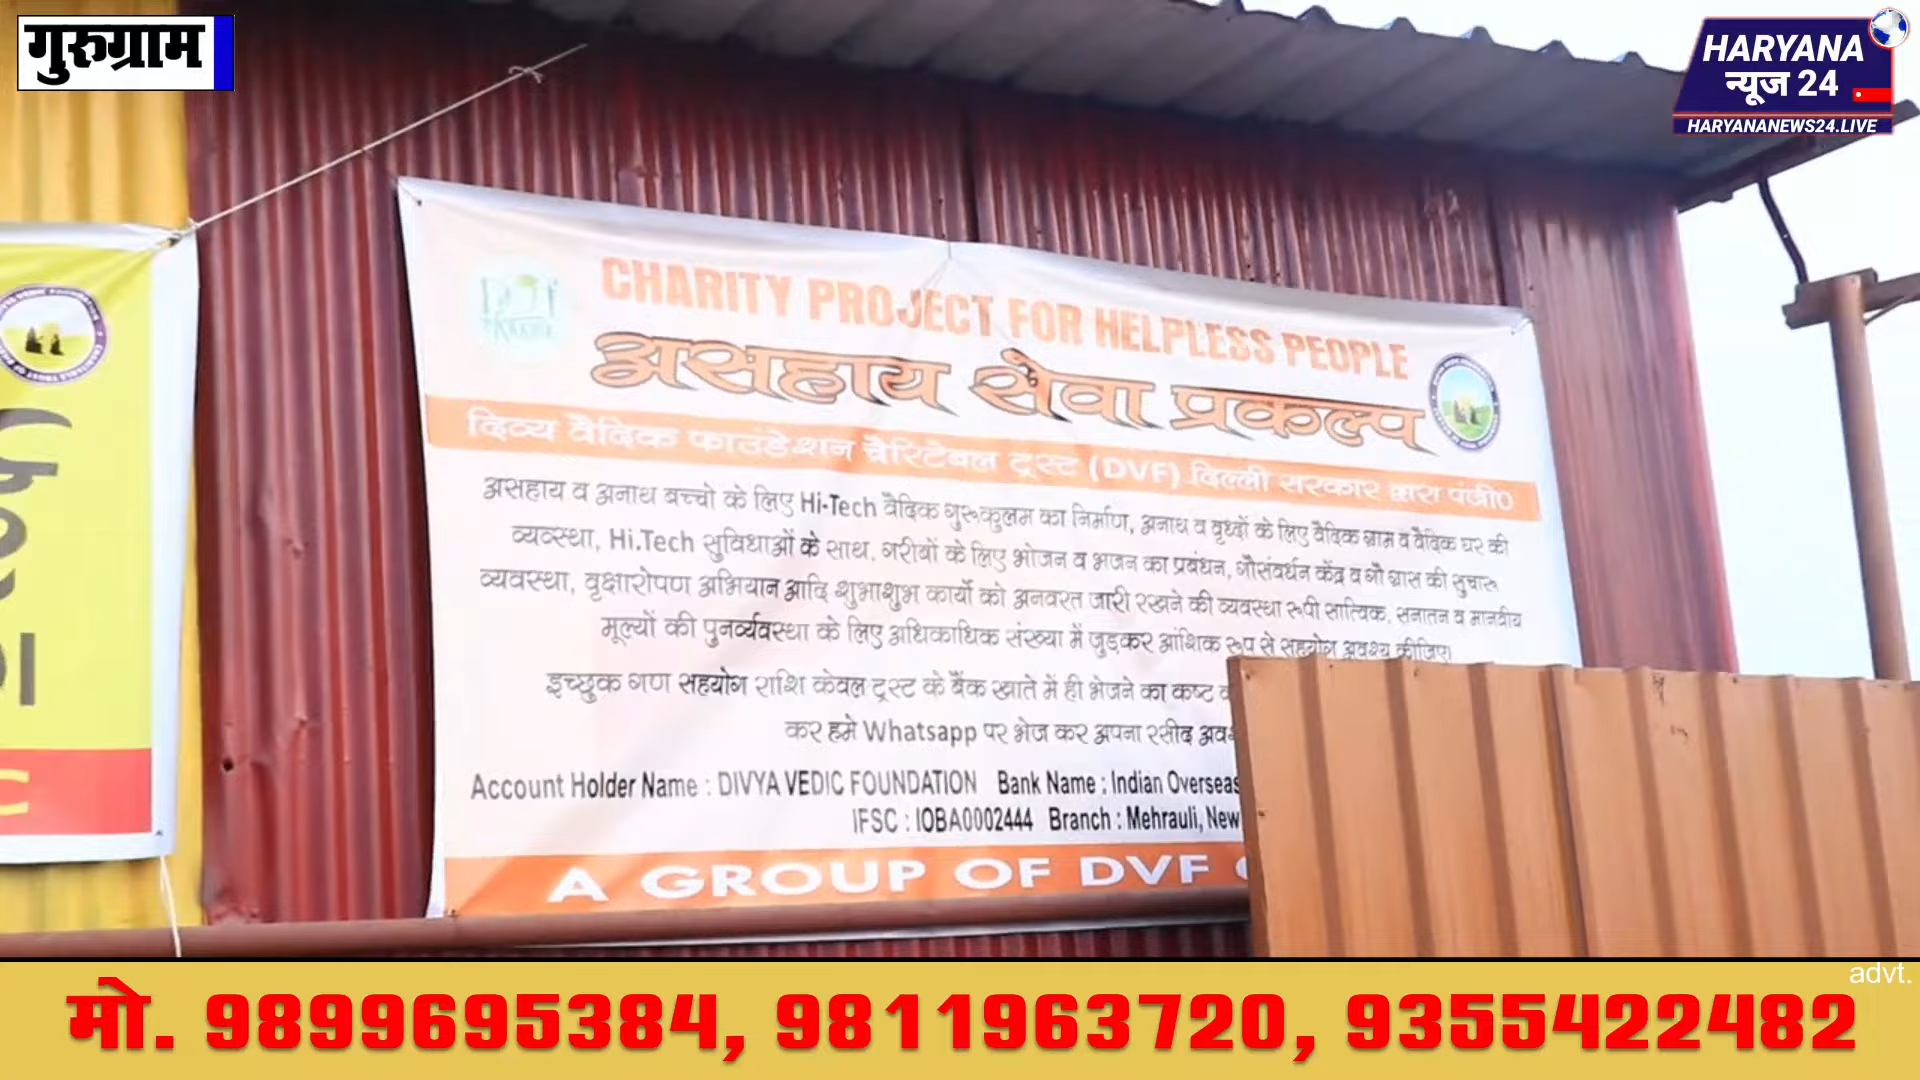 गुरुग्राम
HARYANA
न्यूज 24
HARYANANEWS24.LIVE
CHARITY PROJECT FOR HELPLESS PEOPLE
असहाय सेवा प्रकल्प
दिव्य वैदिक फाउंडेशन चैरिटेबल ट्रस्ट (DVF) दिल्ली सरकार द्वारा पंजी०
असहाय व अनाथ बच्चो के लिए Hi-Tech वैदिक गुरूकुलम का निर्माण, अनाथ व वृध्दों के लिए वैदिक ग्राम व वैदिक घर की
व्यव्स्था, Hi.Tech सुविधाओं के साथ, गरीबों के लिए भोजन व भजन का प्रबंधन, गौसंवर्धन केंद्र व गौ ग्रास की सुचारू
व्यवस्था, वृक्षारोपण अभियान आदि शुभाशुभ कार्यो को अनवरत जारी रखने की व्यवस्था रूपी सात्विक, सनातन व मानवीय
मूल्यों की पुनर्व्यवस्था के लिए अधिकाधिक संख्या में जुड़कर आंशिक रूप से सहयोग अवश्य कीजिए।
इच्छुक गण सहयोग राशि केवल ट्रस्ट के बैंक खाते में ही भेजने का कष्ट
कर हमे Whatsapp पर भेज कर अपना रसीद
Account Holder Name : DIVYA VEDIC FOUNDATION Bank Name : Indian Overseas
IFSC : IOBA0002444 Branch : Mehrauli, New
A GROUP OF DVF
advt.
मो. 9899695384, 9811963720, 9355422482